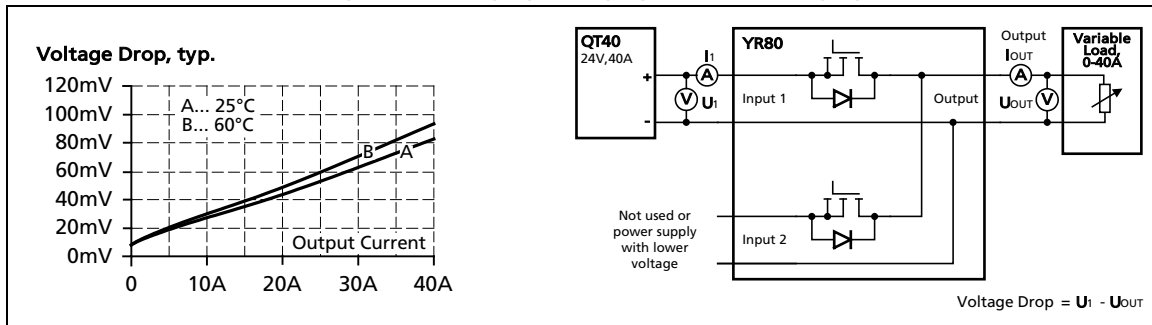 Voltage Drop, typ.
120mV
100mV
80mV
60mV
40mV
20mV
0mV
A... 25°C
B... 60°C
B
A
Output Current
0
10A
20A
30A
40A
QT40
24V,40A
+
-
I1
A
V
U1
YR80
Input 1
Output
Input 2
Not used or
power supply
with lower
voltage
Output
IOUT
A
UOUT
V
Variable
Load,
0-40A
Voltage Drop = U1 - UOUT